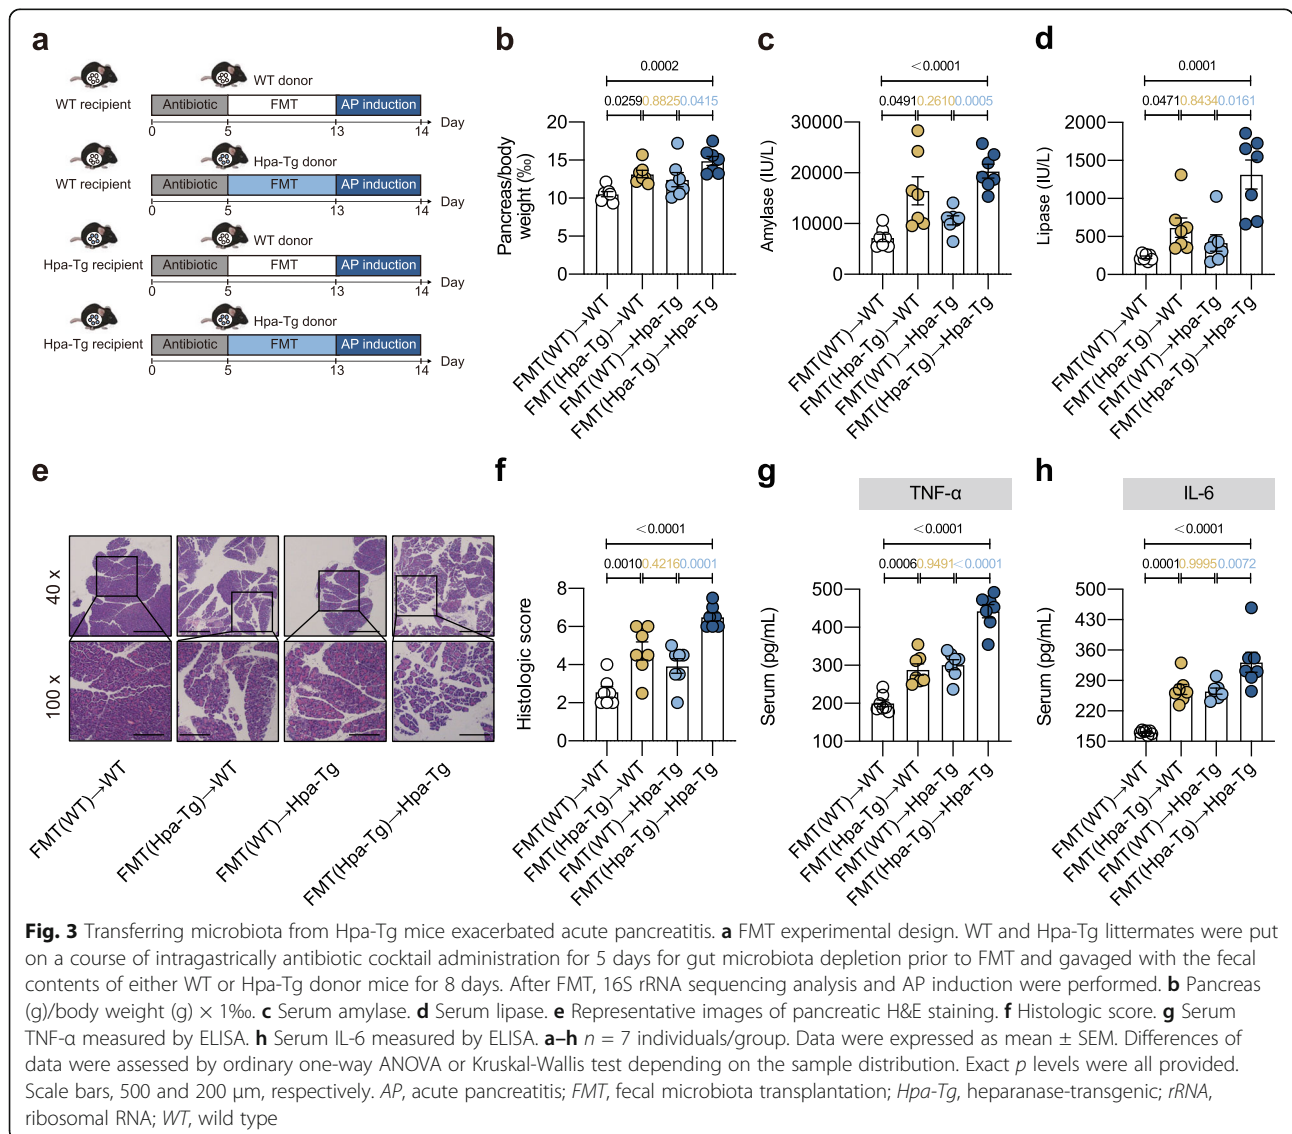 a
WT donor
WT recipient
Antibiotic FMT AP induction
0 5 13 14 Day
Hpa-Tg donor
WT recipient
Antibiotic FMT AP induction
0 5 13 14 Day
WT donor
Hpa-Tg recipient
Antibiotic FMT AP induction
0 5 13 14 Day
Hpa-Tg donor
Hpa-Tg recipient
Antibiotic FMT AP induction
0 5 13 14 Day
b
0.0002
0.0259 0.8825 0.0415
Pancreas/body
weight (‰)
20
15
10
5
0
FMT(WT)→WT
FMT(Hpa-Tg)→WT
FMT(WT)→Hpa-Tg
FMT(Hpa-Tg)→Hpa-Tg
c
<0.0001
0.0491 0.2610 0.0005
Amylase (IU/L)
30000
20000
10000
0
FMT(WT)→WT
FMT(Hpa-Tg)→WT
FMT(WT)→Hpa-Tg
FMT(Hpa-Tg)→Hpa-Tg
d
0.0001
0.0471 0.8434 0.0161
Lipase (IU/L)
2000
1500
1000
500
0
FMT(WT)→WT
FMT(Hpa-Tg)→WT
FMT(WT)→Hpa-Tg
FMT(Hpa-Tg)→Hpa-Tg
e
40 x
100 x
FMT(WT)→WT
FMT(Hpa-Tg)→WT
FMT(WT)→Hpa-Tg
FMT(Hpa-Tg)→Hpa-Tg
f
<0.0001
0.0010 0.4216 0.0001
Histologic score
8
6
4
2
0
FMT(WT)→WT
FMT(Hpa-Tg)→WT
FMT(WT)→Hpa-Tg
FMT(Hpa-Tg)→Hpa-Tg
g
TNF-α
<0.0001
0.0006 0.9491 <0.0001
Serum (pg/mL)
500
400
300
200
100
FMT(WT)→WT
FMT(Hpa-Tg)→WT
FMT(WT)→Hpa-Tg
FMT(Hpa-Tg)→Hpa-Tg
h
IL-6
<0.0001
0.0001 0.9995 0.0072
Serum (pg/mL)
500
430
360
290
220
150
FMT(WT)→WT
FMT(Hpa-Tg)→WT
FMT(WT)→Hpa-Tg
FMT(Hpa-Tg)→Hpa-Tg
Fig. 3 Transferring microbiota from Hpa-Tg mice exacerbated acute pancreatitis. a FMT experimental design. WT and Hpa-Tg littermates were put
on a course of intragastrically antibiotic cocktail administration for 5 days for gut microbiota depletion prior to FMT and gavaged with the fecal
contents of either WT or Hpa-Tg donor mice for 8 days. After FMT, 16S rRNA sequencing analysis and AP induction were performed. b Pancreas
(g)/body weight (g) × 1‰. c Serum amylase. d Serum lipase. e Representative images of pancreatic H&E staining. f Histologic score. g Serum
TNF-α measured by ELISA. h Serum IL-6 measured by ELISA. a–h n = 7 individuals/group. Data were expressed as mean ± SEM. Differences of
data were assessed by ordinary one-way ANOVA or Kruskal-Wallis test depending on the sample distribution. Exact p levels were all provided.
Scale bars, 500 and 200 μm, respectively. AP, acute pancreatitis; FMT, fecal microbiota transplantation; Hpa-Tg, heparanase-transgenic; rRNA,
ribosomal RNA; WT, wild type